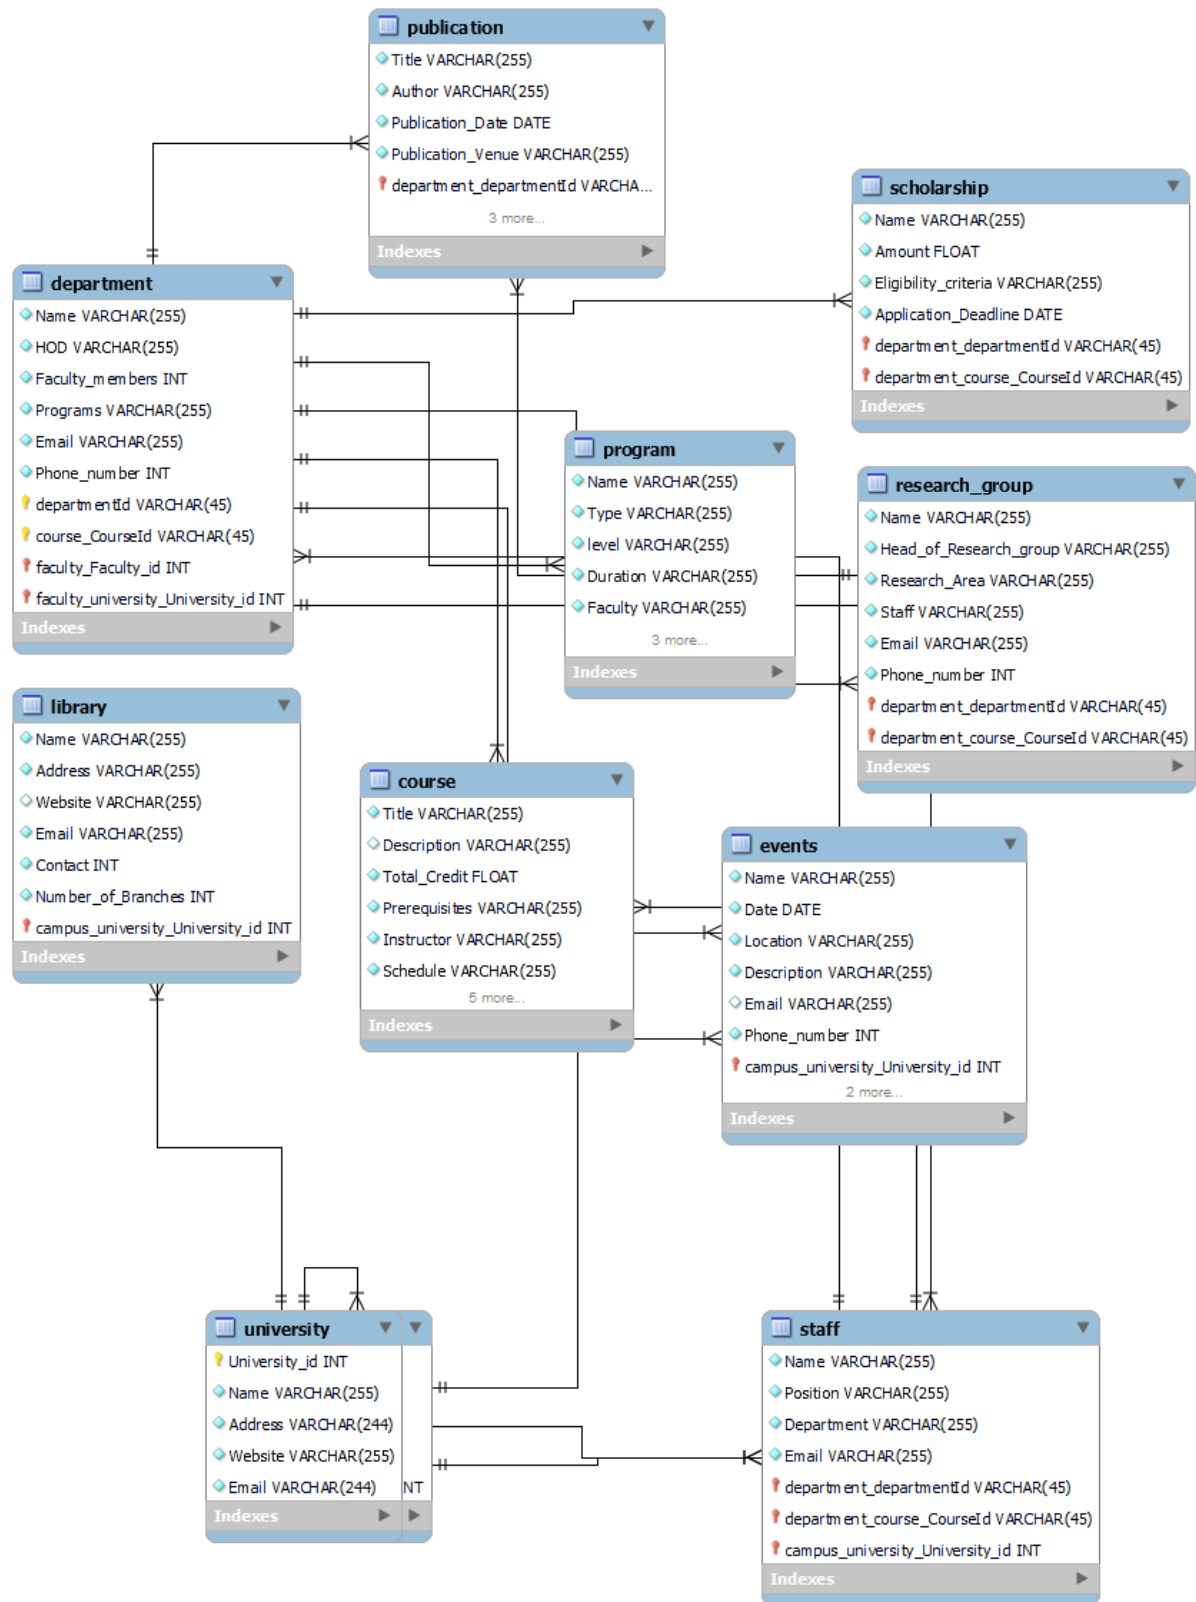 publication
Title VARCHAR(255)
Author VARCHAR(255)
Publication_Date DATE
Publication_Venue VARCHAR(255)
department_departmentId VARCHA...
3 more...
Indexes
scholarship
Name VARCHAR(255)
Amount FLOAT
Eligibility_criteria VARCHAR(255)
Application_Deadline DATE
department_departmentId VARCHAR(45)
department_course_CourseId VARCHAR(45)
Indexes
department
Name VARCHAR(255)
HOD VARCHAR(255)
Faculty_members INT
Programs VARCHAR(255)
Email VARCHAR(255)
Phone_number INT
departmentId VARCHAR(45)
course_CourseId VARCHAR(45)
faculty_Faculty_id INT
faculty_university_University_id INT
Indexes
program
Name VARCHAR(255)
Type VARCHAR(255)
level VARCHAR(255)
Duration VARCHAR(255)
Faculty VARCHAR(255)
3 more...
Indexes
research_group
Name VARCHAR(255)
Head_of_Research_group VARCHAR(255)
Research_Area VARCHAR(255)
Staff VARCHAR(255)
Email VARCHAR(255)
Phone_number INT
department_departmentId VARCHAR(45)
department_course_CourseId VARCHAR(45)
Indexes
library
Name VARCHAR(255)
Address VARCHAR(255)
Website VARCHAR(255)
Email VARCHAR(255)
Contact INT
Number_of_Branches INT
campus_university_University_id INT
Indexes
course
Title VARCHAR(255)
Description VARCHAR(255)
Total_Credit FLOAT
Prerequisites VARCHAR(255)
Instructor VARCHAR(255)
Schedule VARCHAR(255)
5 more...
Indexes
events
Name VARCHAR(255)
Date DATE
Location VARCHAR(255)
Description VARCHAR(255)
Email VARCHAR(255)
Phone_number INT
campus_university_University_id INT
2 more...
Indexes
university
University_id INT
Name VARCHAR(255)
Address VARCHAR(244)
Website VARCHAR(255)
Email VARCHAR(244)
NT
Indexes
staff
Name VARCHAR(255)
Position VARCHAR(255)
Department VARCHAR(255)
Email VARCHAR(255)
department_departmentId VARCHAR(45)
department_course_CourseId VARCHAR(45)
campus_university_University_id INT
Indexes